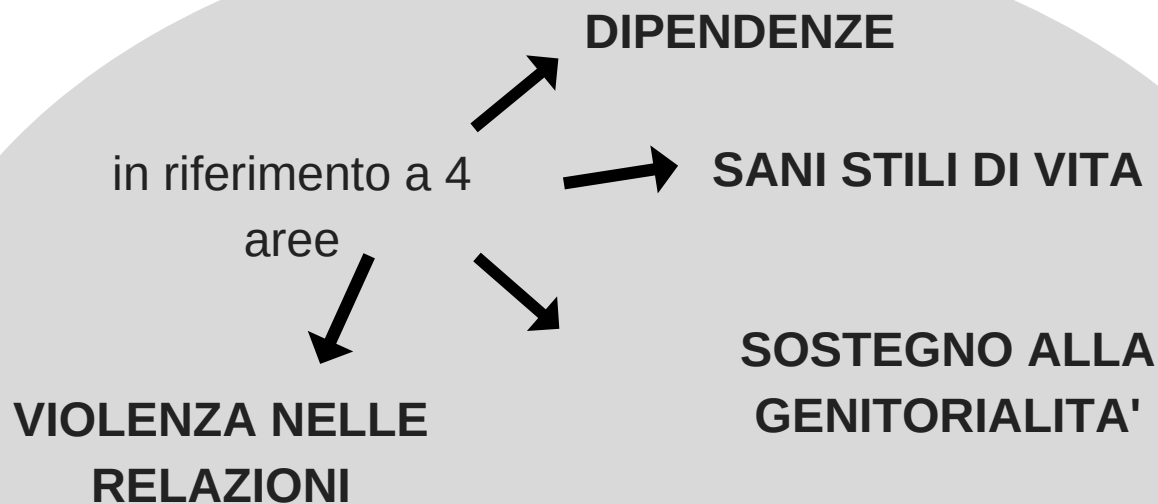 DIPENDENZE
in riferimento a 4
aree
SANI STILI DI VITA
SOSTEGNO ALLA
GENITORIALITA'
VIOLENZA NELLE
RELAZIONI